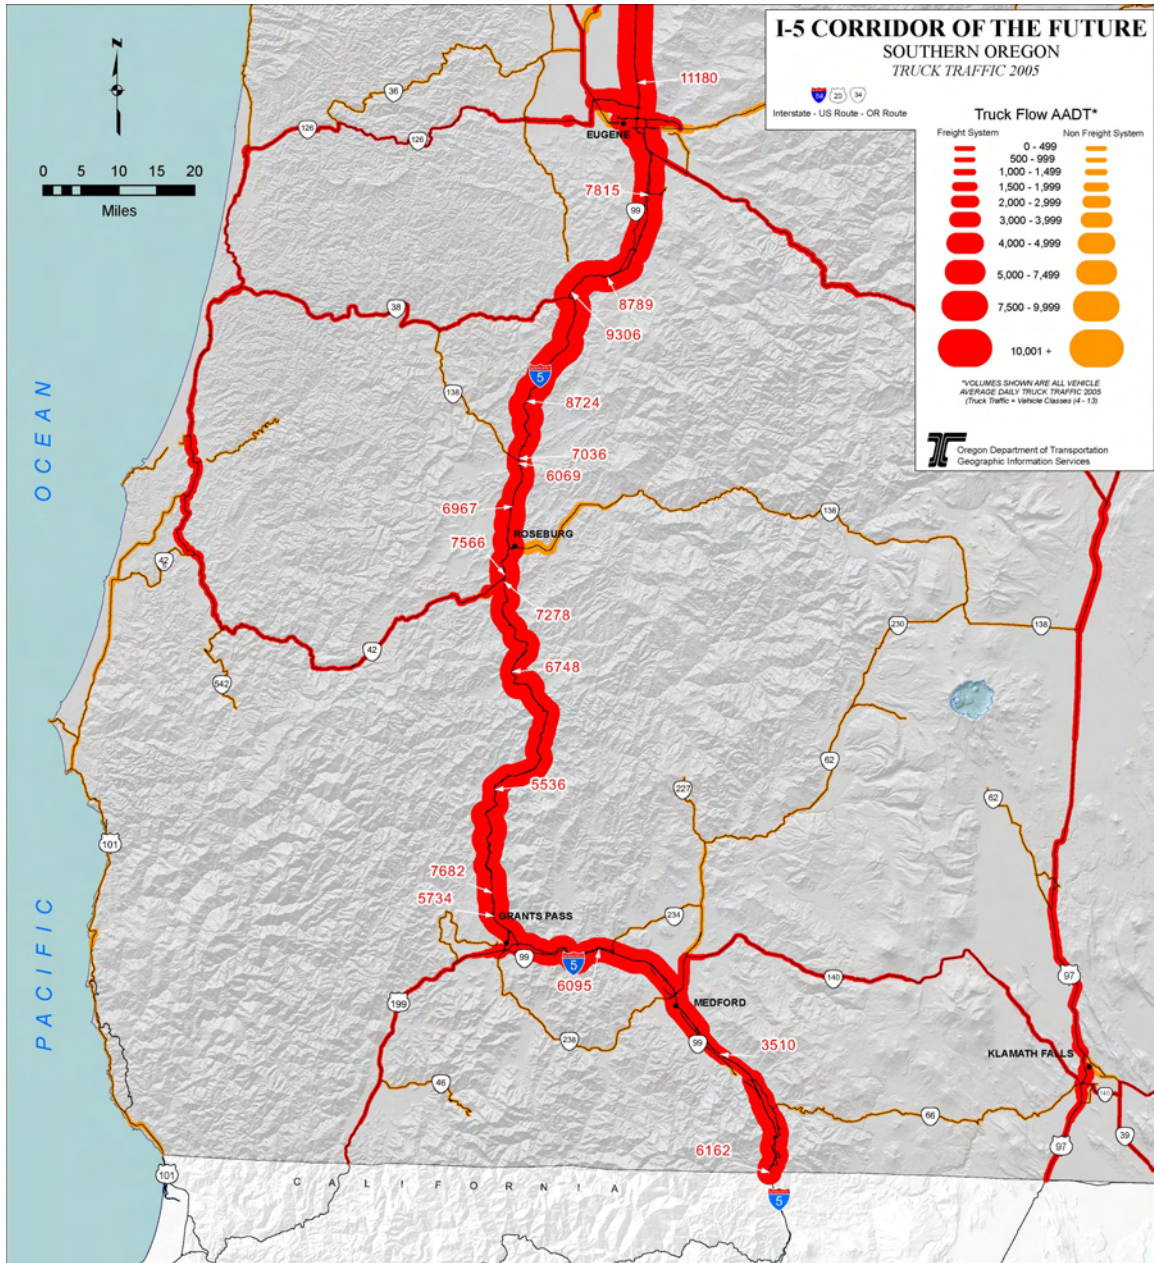 I-5 CORRIDOR OF THE FUTURE
SOUTHERN OREGON
TRUCK TRAFFIC 2005
54 20 34
Interstate - US Route - OR Route
Truck Flow AADT*
Freight System
Non Freight System
0 - 499
500 - 999
1,000 - 1,499
1,500 - 1,999
2,000 - 2,999
3,000 - 3,999
4,000 - 4,999
5,000 - 7,499
7,500 - 9,999
10,001 +
*VOLUMES SHOWN ARE ALL VEHICLE
AVERAGE DAILY TRUCK TRAFFIC 2005
(Truck Traffic = Vehicle Classes (4 - 13)
Oregon Department of Transportation
Geographic Information Services
N
0 5 10 15 20
Miles
11180
36
126
126
EUGENE
7815
99
8789
38
9306
5
138
8724
7036
6069
6967
138
ROSEBURG
7566
42
7278
230
138
42
6748
542
5536
62
227
62
101
7682
5734
GRANTS PASS
234
99
5
6095
140
97
199
MEDFORD
238
99
3510
KLAMATH FALLS
46
140
66
39
97
6162
101
CALIFORNIA
5
PACIFIC
OCEAN